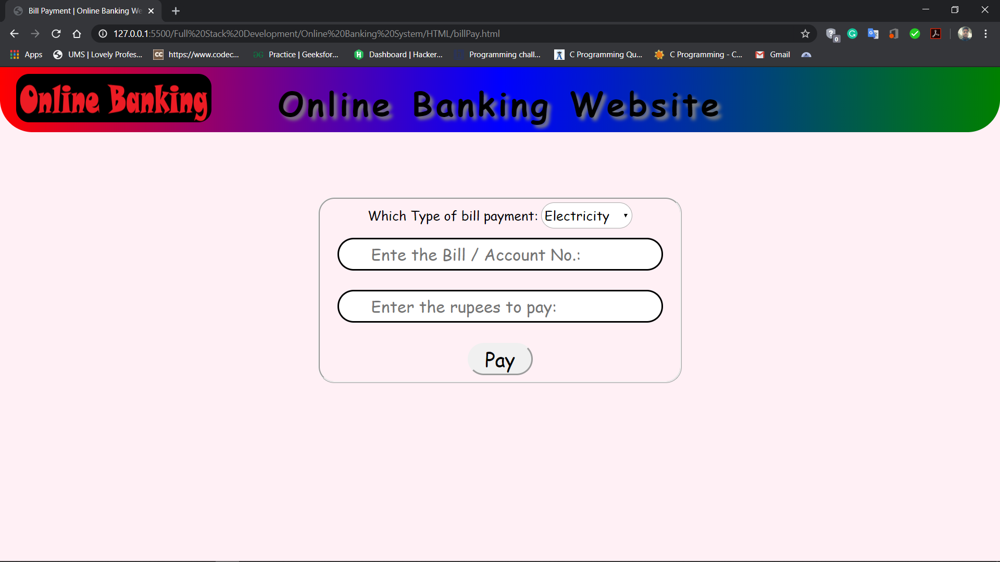 Bill Payment | Online Banking We
127.0.0.1:5500/Full%20Stack%20Development/Online%20Banking%20System/HTML/billPay.html
0
Apps UMS | Lovely Profes... CC https://www.codec... GG Practice | Geeksfor... H Dashboard | Hacker... Programming chall... C Programming Qu... C Programming - C... Gmail
Online Banking Online Banking Website
Which Type of bill payment: Electricity
Ente the Bill / Account No.:
Enter the rupees to pay:
Pay